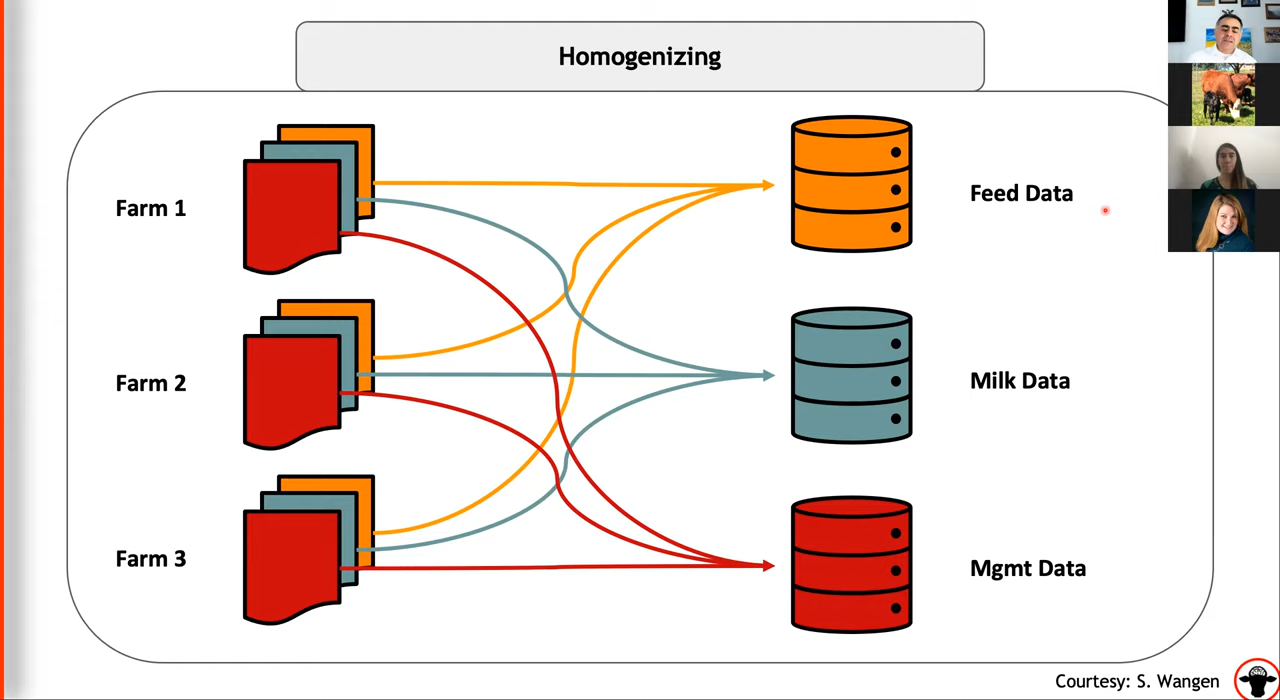 Homogenizing
Farm 1
Feed Data
Farm 2
Milk Data
Farm 3
Mgmt Data
Courtesy: S. Wangen